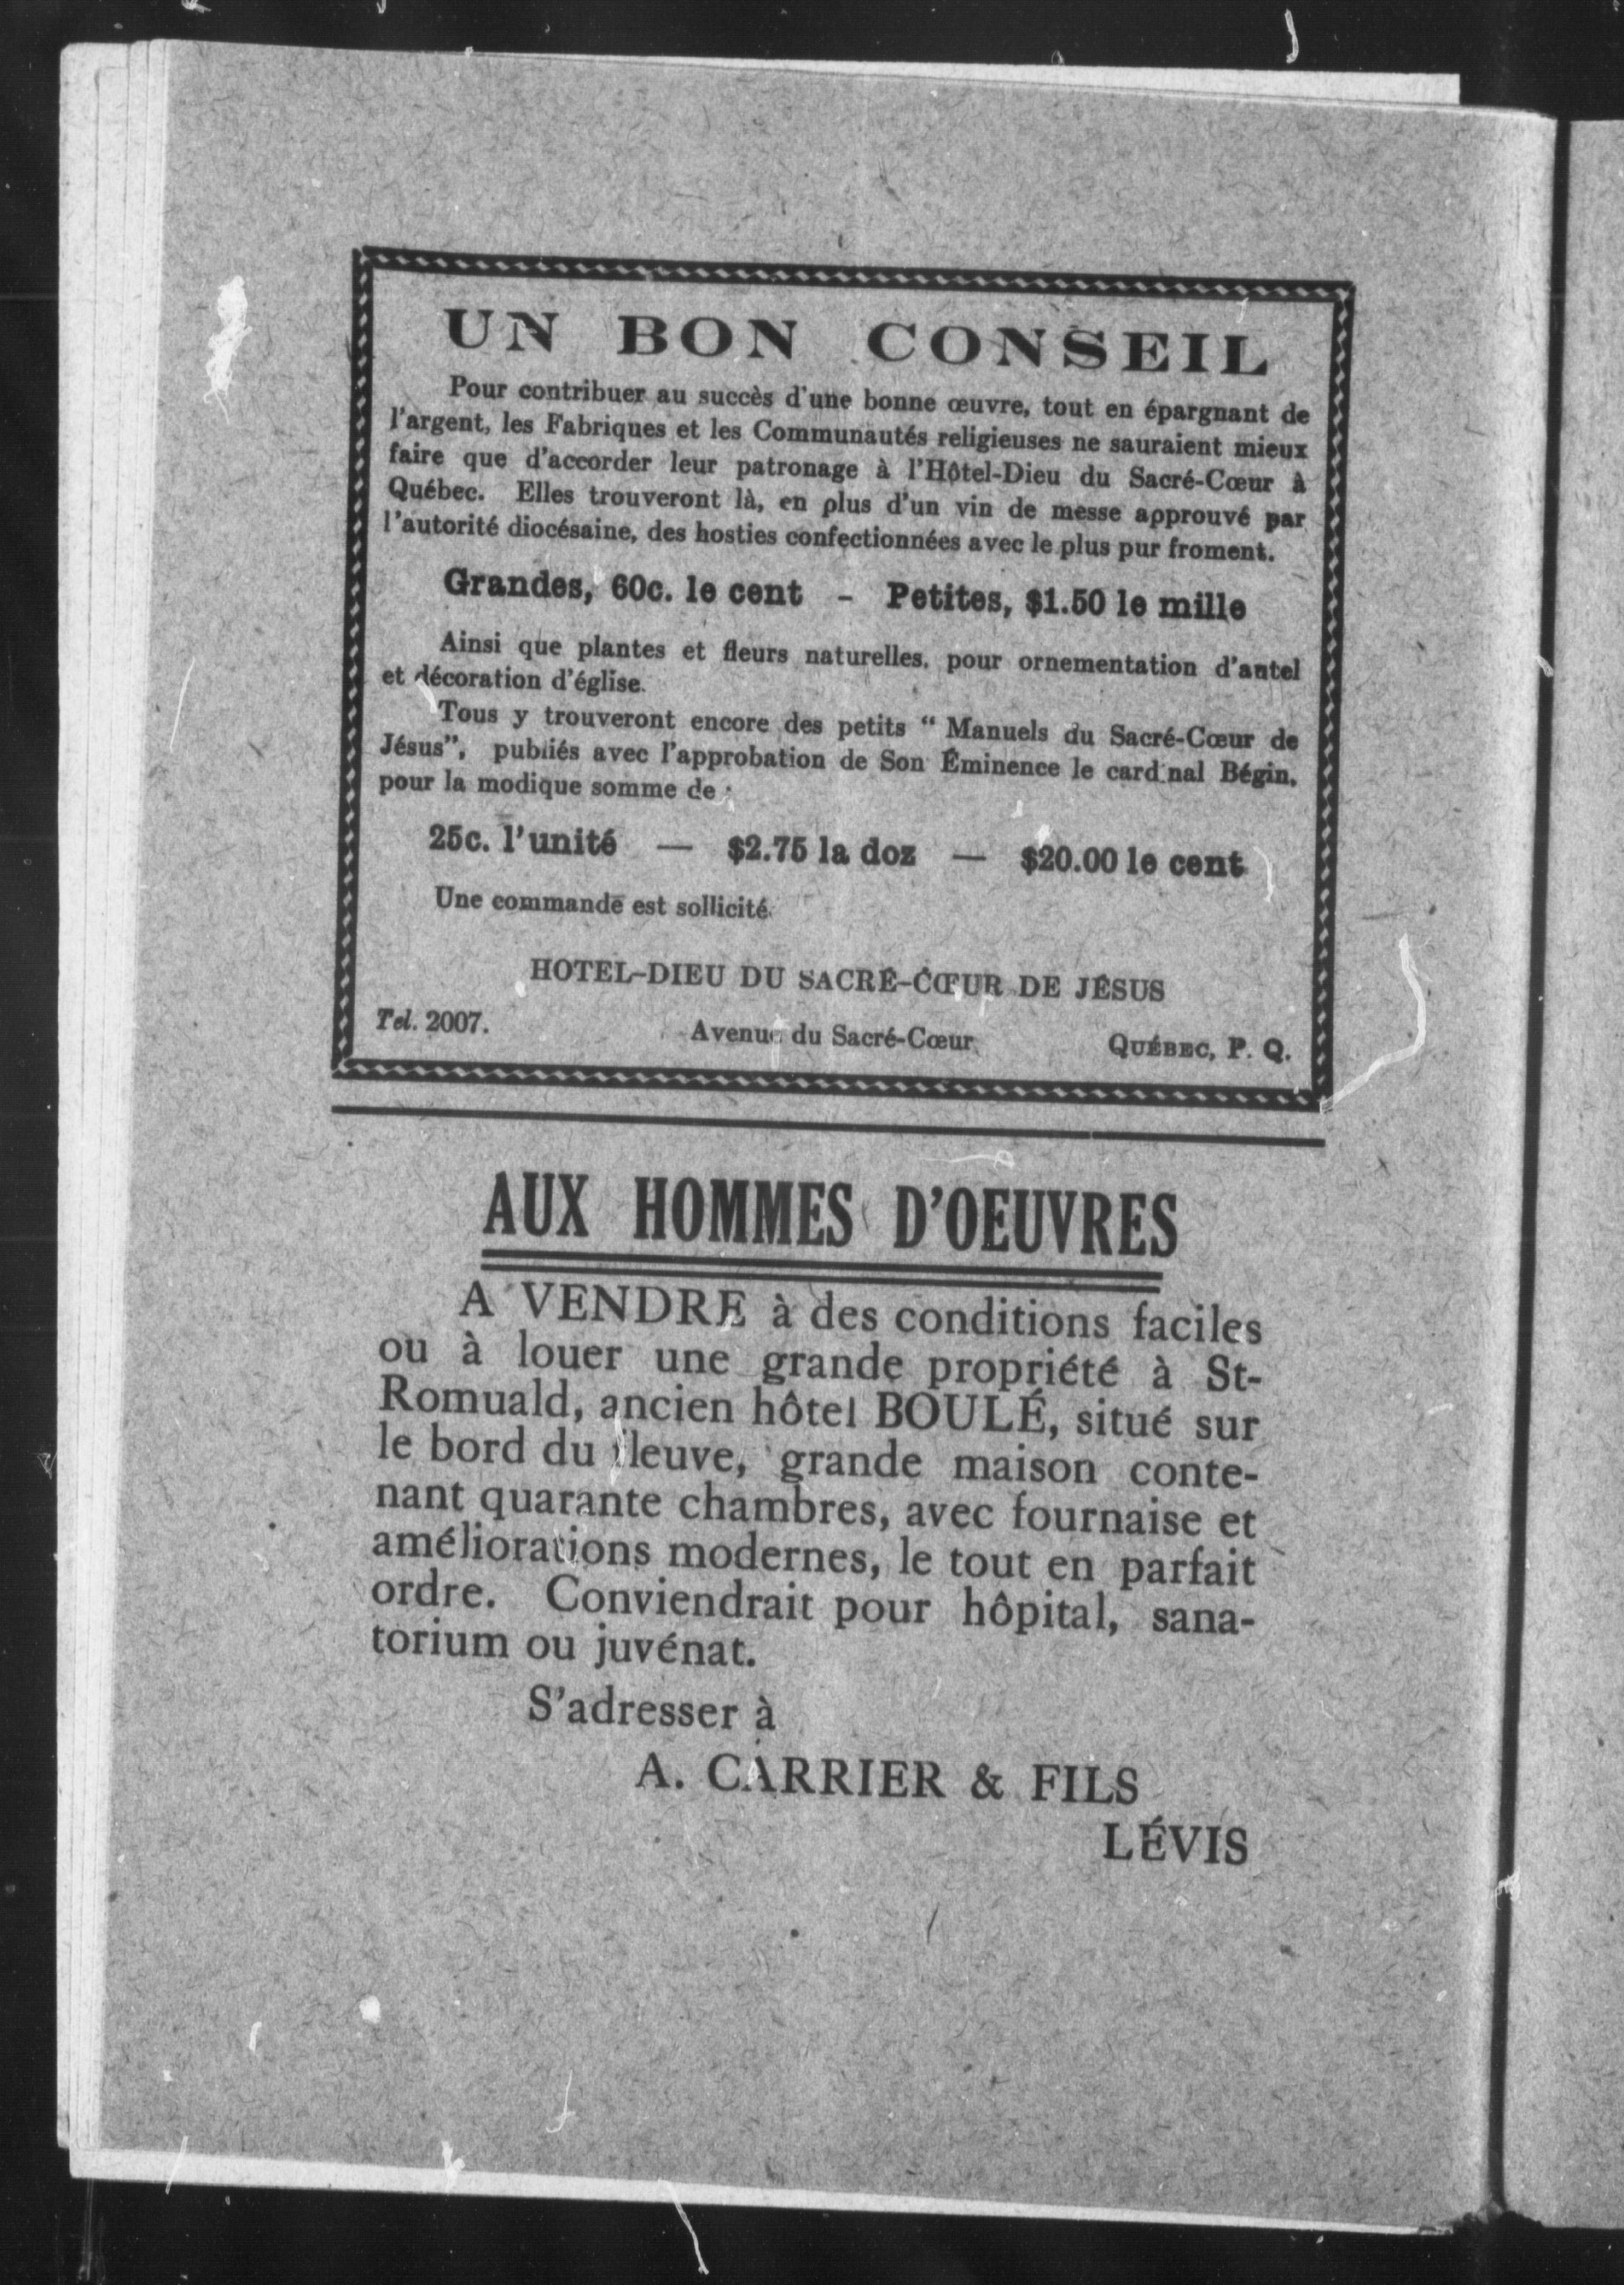 UN BON CONSEIL
Pour contribuer au succès d'une bonne œuvre, tout en épargnant de
l'argent, les Fabriques et les Communautés religieuses ne sauraient mieux
faire que d'accorder leur patronage à l'Hôtel-Dieu du Sacré-Cœur à
Québec. Elles trouveront là, en plus d'un vin de messe approuvé par
l'autorité diocésaine, des hosties confectionnées avec le plus pur froment.
Grandes, 60c. le cent - Petites, $1.50 le mille
Ainsi que plantes et fleurs naturelles. pour ornementation d'autel
et décoration d'église.
Tous y trouveront encore des petits “ Manuels du Sacré-Cœur de
Jésus”, publiés avec l'approbation de Son Éminence le cardinal Bégin.
pour la modique somme de :
25c. l'unité — $2.75 la doz — $20.00 le cent
Une commande est sollicité.
HOTEL-DIEU DU SACRÉ-CŒUR DE JÉSUS
Tel. 2007. Avenue du Sacré-Cœur QUÉBEC, P. Q.
AUX HOMMES D'OEUVRES
A VENDRE à des conditions faciles
ou à louer une grande propriété à St-
Romuald, ancien hôtel BOULÉ, situé sur
le bord du fleuve, grande maison conte-
nant quarante chambres, avec fournaise et
améliorations modernes, le tout en parfait
ordre. Conviendrait pour hôpital, sana-
torium ou juvénat.
S'adresser à
A. CARRIER & FILS
LÉVIS